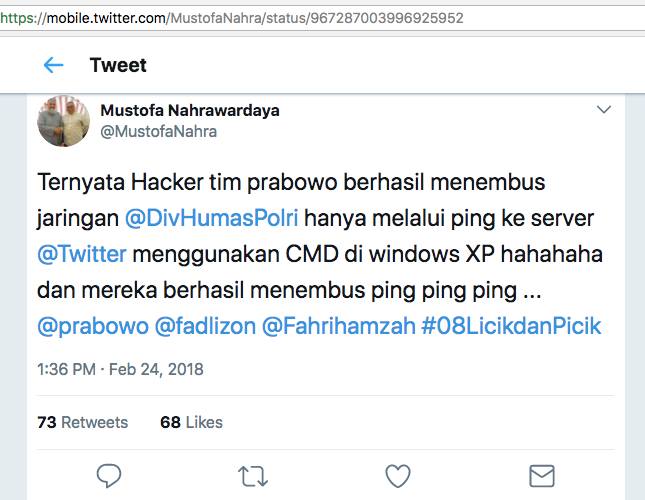 https://mobile.twitter.com/MustofaNahra/status/967287003996925952
Tweet
Mustofa Nahrawardaya
@MustofaNahra
Ternyata Hacker tim prabowo berhasil menembus
jaringan @DivHumasPolri hanya melalui ping ke server
@Twitter menggunakan CMD di windows XP hahahaha
dan mereka berhasil menembus ping ping ping ...
@prabowo @fadlizon @Fahrihamzah #08LicikdanPicik
1:36 PM · Feb 24, 2018
73 Retweets 68 Likes